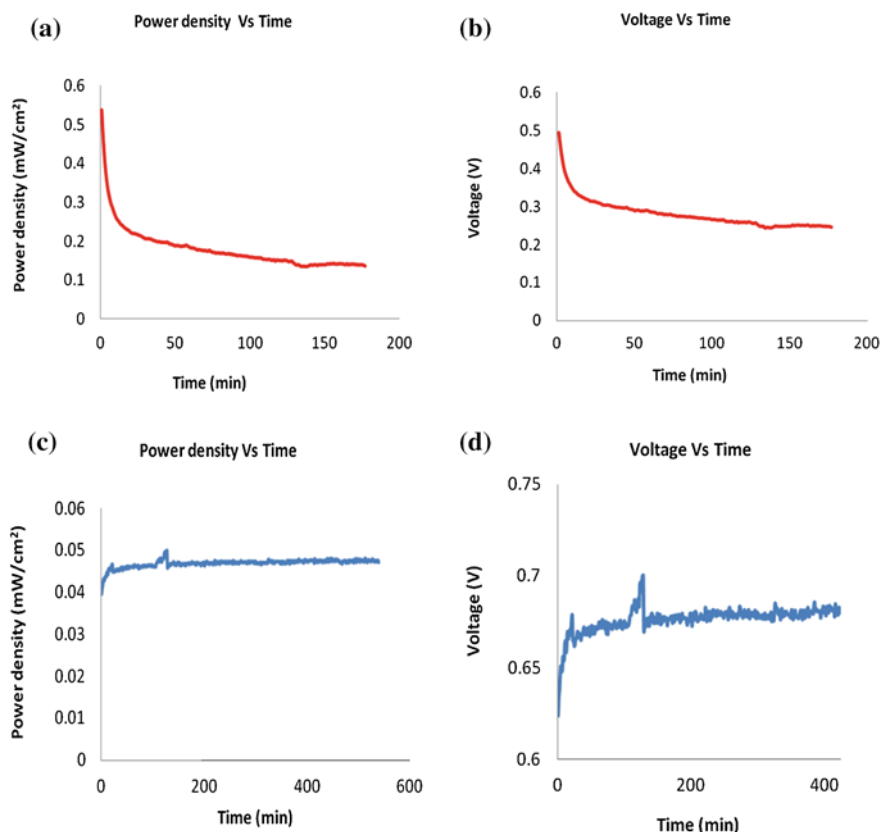 (a)
Power density Vs Time
Power density (mW/cm²)
0.6
0.5
0.4
0.3
0.2
0.1
0
0 50 100 150 200
Time (min)
(b)
Voltage Vs Time
Voltage (V)
0.6
0.5
0.4
0.3
0.2
0.1
0
0 50 100 150 200
Time (min)
(c)
Power density Vs Time
Power density (mW/cm²)
0.06
0.05
0.04
0.03
0.02
0.01
0
0 200 400 600
Time (min)
(d)
Voltage Vs Time
Voltage (V)
0.75
0.7
0.65
0.6
0 200 400
Time (min)